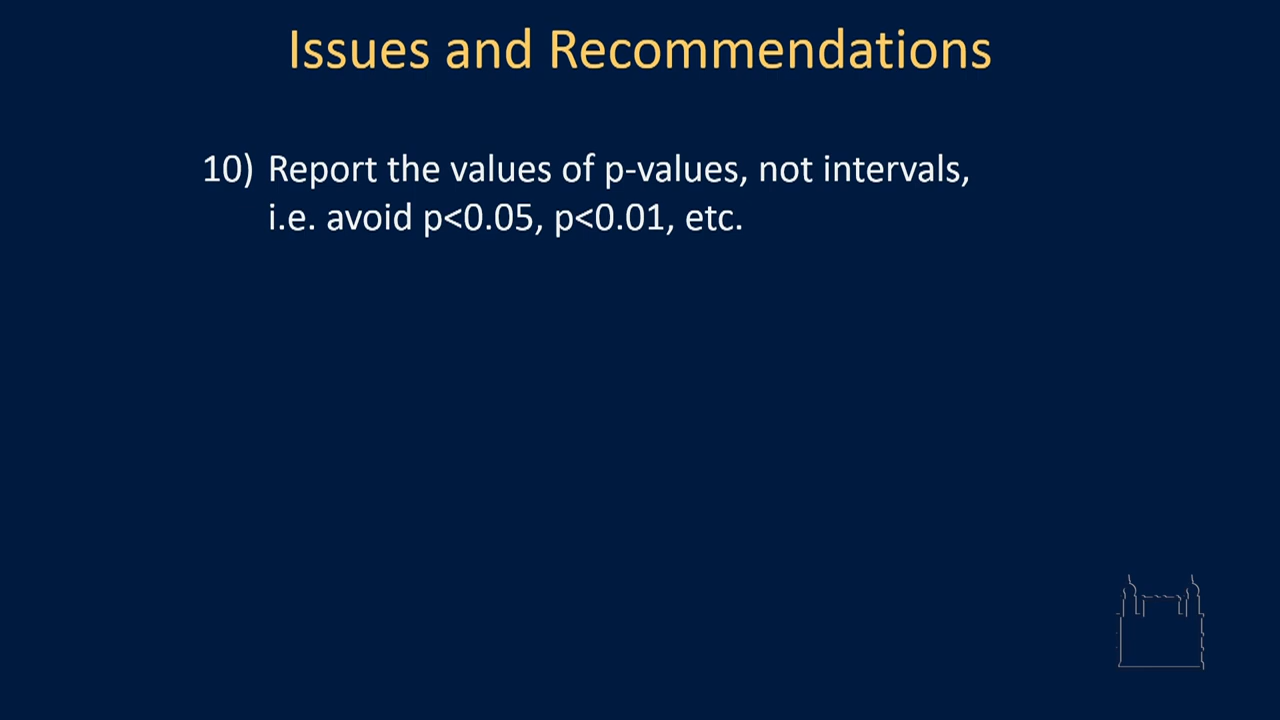 Issues and Recommendations
10) Report the values of p-values, not intervals,
i.e. avoid p<0.05, p<0.01, etc.